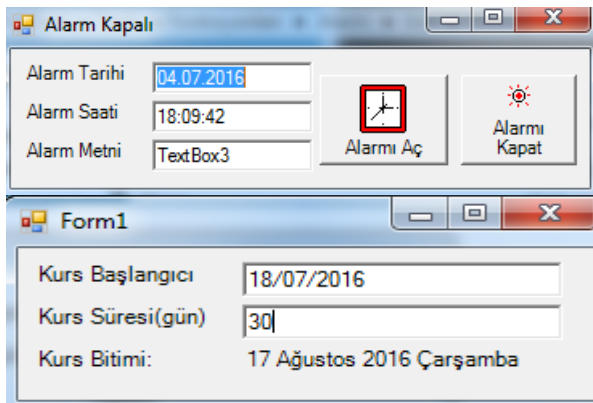 Alarm Kapalı
Alarm Tarihi 04.07.2016
Alarm Saati 18:09:42
Alarm Metni TextBox3
Alarmı Aç
Alarmı
Kapat
Form1
Kurs Başlangıcı 18/07/2016
Kurs Süresi(gün) 30
Kurs Bitimi: 17 Ağustos 2016 Çarşamba